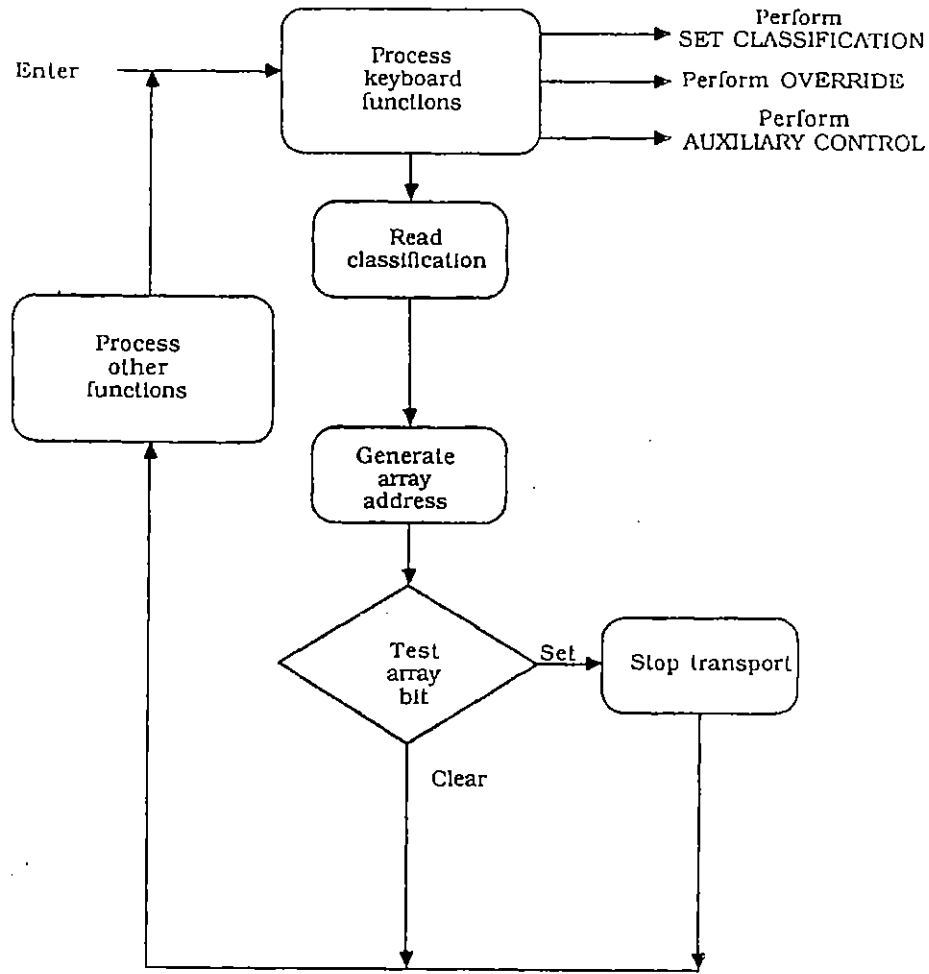 Enter
Process
keyboard
functions
Perform
SET CLASSIFICATION
Perform OVERRIDE
Perform
AUXILIARY CONTROL
Read
classification
Process
other
functions
Generate
array
address
Test
array
bit
Set
Stop transport
Clear